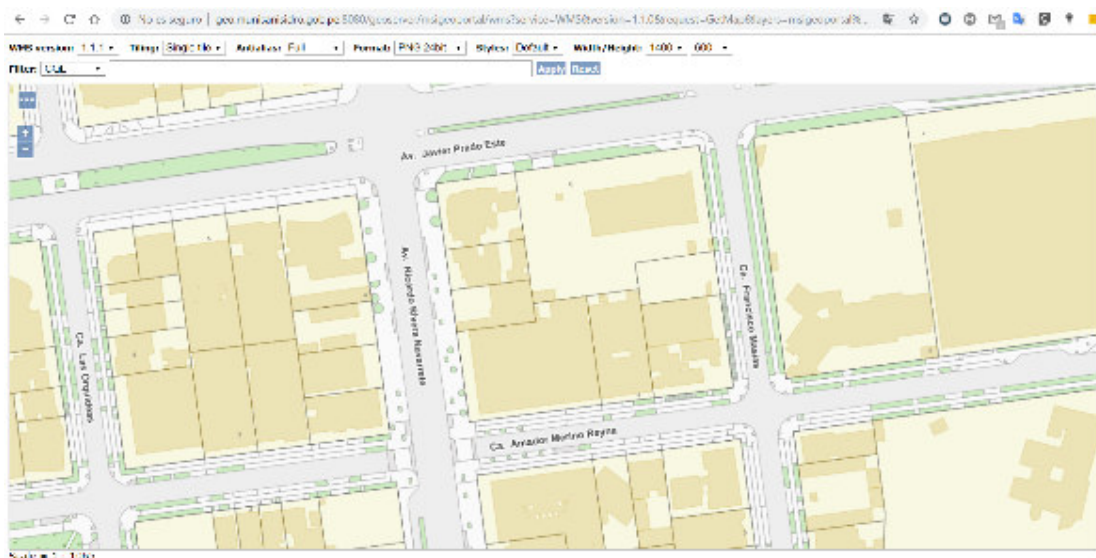 No es seguro | geo.munisanisidro.gob.pe:8080/geoserver/msigeoportal/wms?service=WMS&version=1.1.0&request=GetMap&layers=msigeoportal%
WMS version: 1.1.1 Tiling: Single tile Antialias: Full Format: PNG 24bit Styles: Default Width/Height: 1400 600
Filter: CQL Apply Reset
+
−
Av. Javier Prado Este
Av. Ricardo Rivera Navarrete
Ca. Francisco Masías
Ca. Las Orquídeas
Ca. Amador Merino Reyna
Scale = 1 :